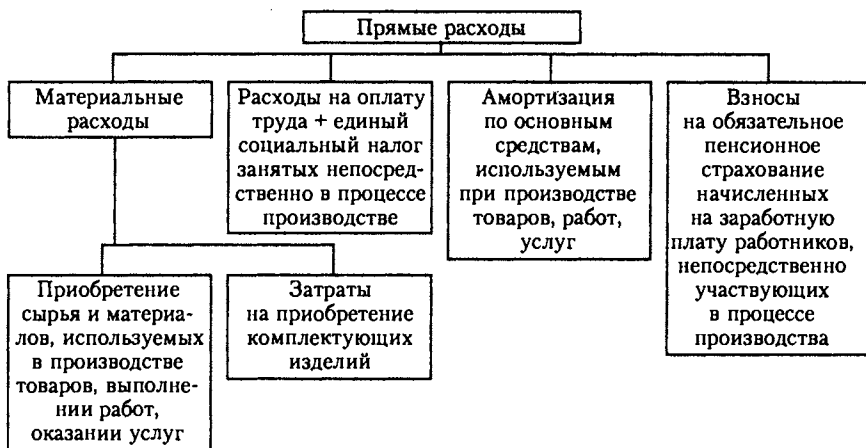 Прямые расходы
Материальные
расходы
Расходы на оплату
труда + единый
социальный налог
занятых непосред-
ственно в процессе
производстве
Амортизация
по основным
средствам,
используемым
при производстве
товаров, работ,
услуг
Взносы
на обязательное
пенсионное
страхование
начисленных
на заработную
плату работников,
непосредственно
участвующих
в процессе
производства
Приобретение
сырья и материа-
лов, используемых
в производстве
товаров, выполне-
нии работ,
оказании услуг
Затраты
на приобретение
комплектующих
изделий